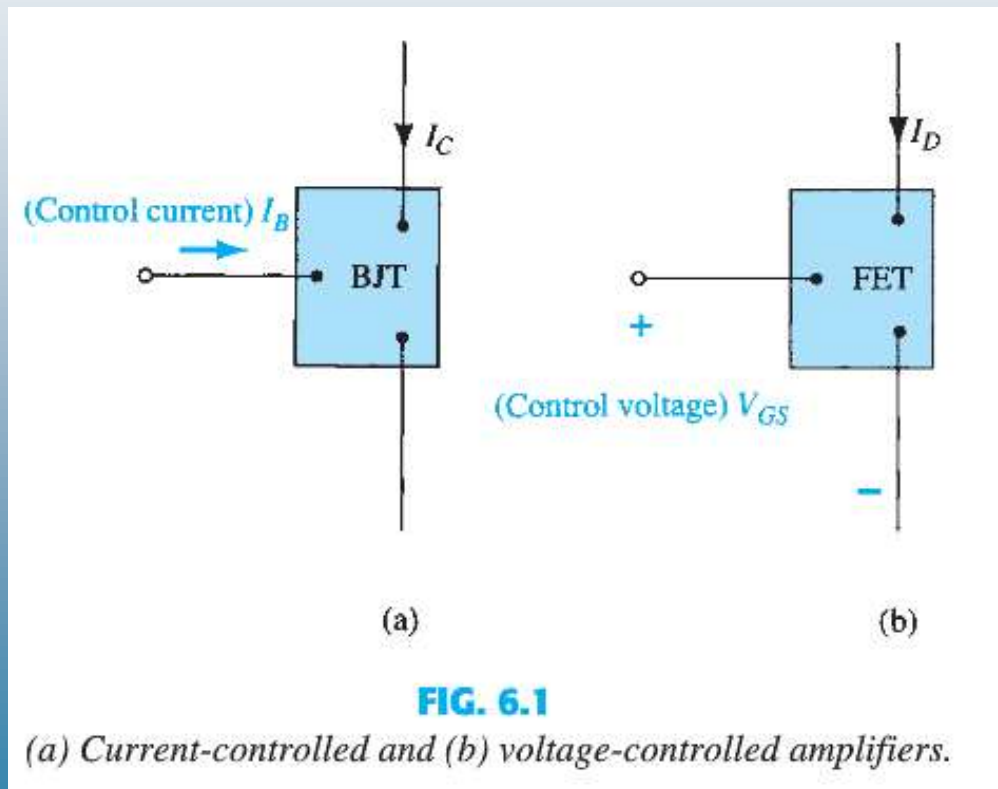 I_C
I_D
(Control current) I_B
BJT
FET
+
(Control voltage) V_GS
−
(a)
(b)
FIG. 6.1
(a) Current-controlled and (b) voltage-controlled amplifiers.